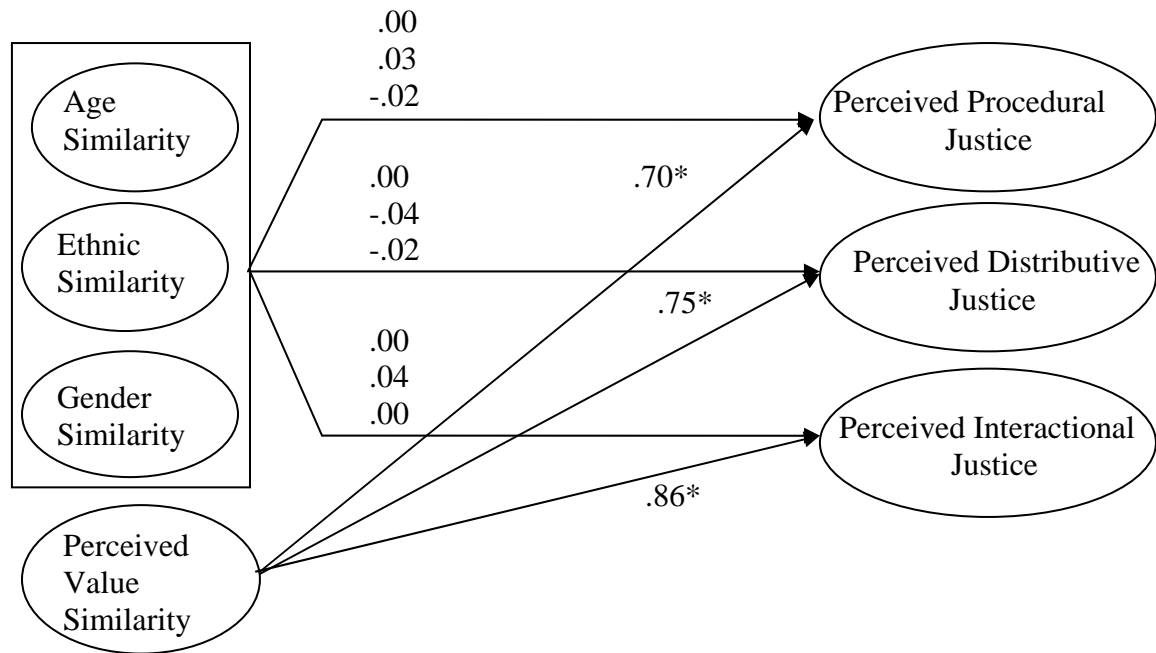 Age
Similarity
Ethnic
Similarity
Gender
Similarity
Perceived
Value
Similarity
.00
.03
-.02
.00
-.04
-.02
.00
.04
.00
.70*
.75*
.86*
Perceived Procedural
Justice
Perceived Distributive
Justice
Perceived Interactional
Justice